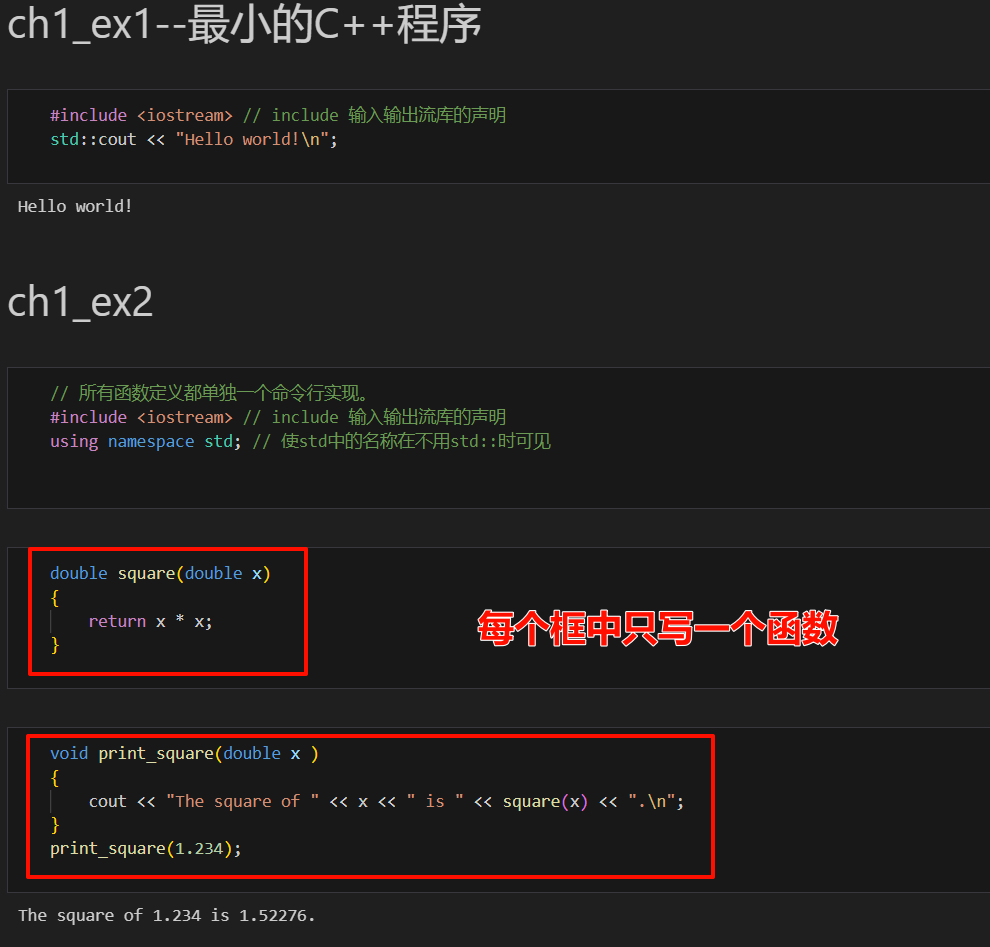 ch1_ex1--最小的C++程序
#include <iostream> // include 输入输出流库的声明
std::cout << "Hello world!\n";
Hello world!
ch1_ex2
// 所有函数定义都单独一个命令行实现。
#include <iostream> // include 输入输出流库的声明
using namespace std; // 使std中的名称在不用std::时可见
double square(double x)
{
    return x * x;
}
每个框中只写一个函数
void print_square(double x )
{
    cout << "The square of " << x << " is " << square(x) << ".\n";
}
print_square(1.234);
The square of 1.234 is 1.52276.